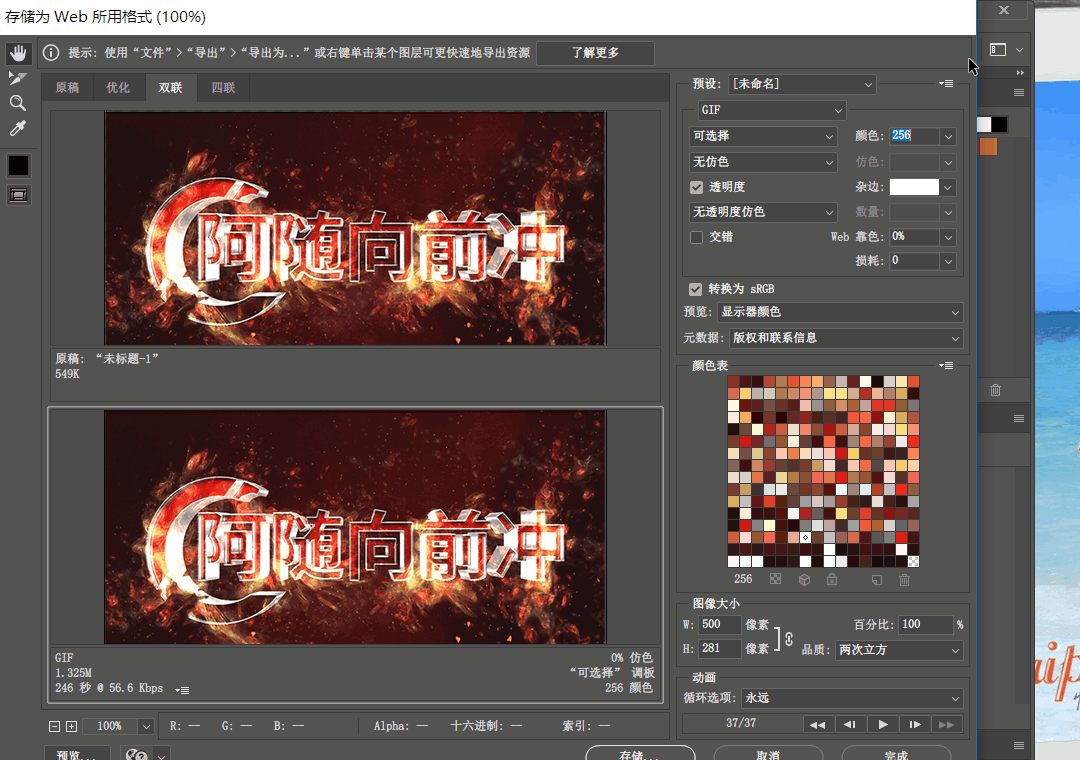 存储为 Web 所用格式 (100%)
提示: 使用“文件”>“导出”>“导出为...”或右键单击某个图层可更快速地导出资源
了解更多
原稿
优化
双联
四联
阿随向前冲
原稿: “未标题-1”
549K
阿随向前冲
GIF
1.325M
246 秒 @ 56.6 Kbps
0% 仿色
“可选择” 调板
256 颜色
100%
R: —
G: —
B: —
Alpha: —
十六进制: —
索引: —
预览...
存储...
取消
完成
预设: [未命名]
GIF
可选择
颜色: 256
无仿色
仿色:
透明度
杂边:
无透明度仿色
数量:
交错
Web 靠色: 0%
损耗: 0
转换为 sRGB
预览: 显示器颜色
元数据: 版权和联系信息
颜色表
256
图像大小
W: 500 像素
百分比: 100 %
H: 281 像素
品质: 两次立方
动画
循环选项: 永远
37/37